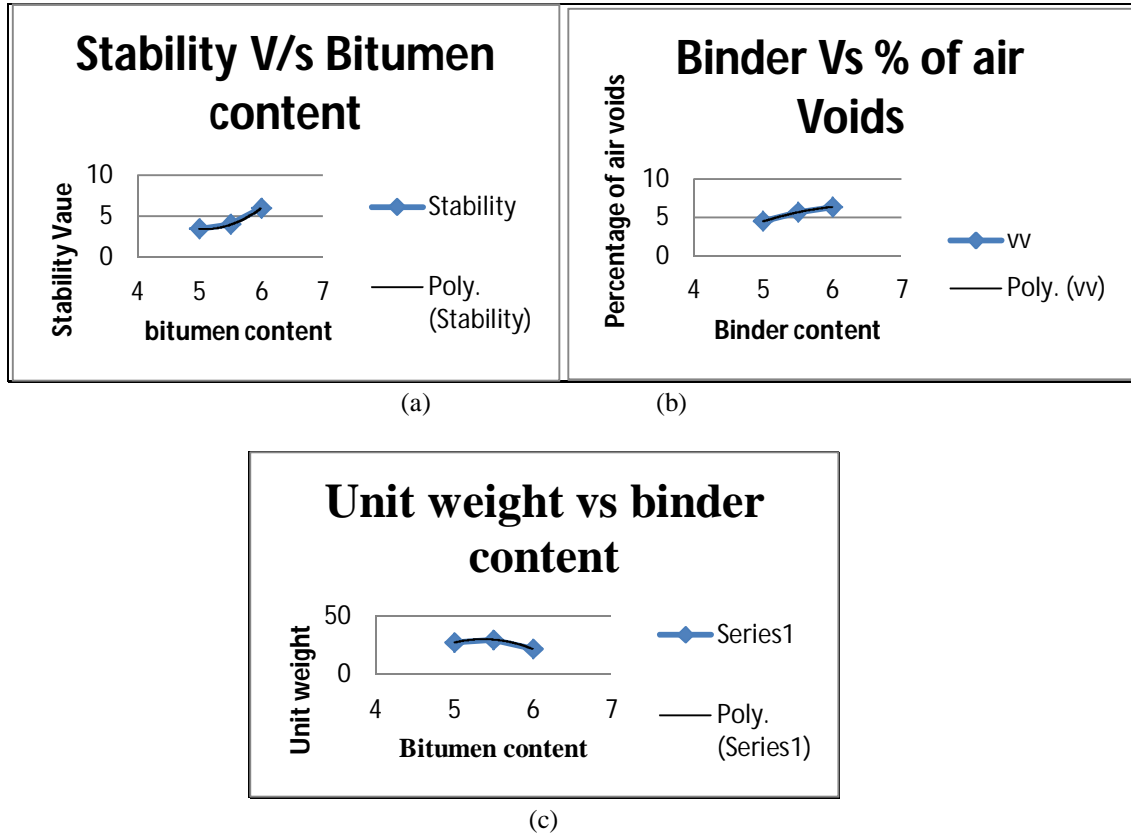 Stability V/s Bitumen
content
Stability Vaue
10
5
0
4 5 6 7
bitumen content
Stability
Poly.
(Stability)
Binder Vs % of air
Voids
Percentage of air voids
10
5
0
4 5 6 7
Binder content
vv
Poly. (vv)
(a) (b)
Unit weight vs binder
content
Unit weight
50
0
4 5 6 7
Bitumen content
Series1
Poly.
(Series1)
(c)